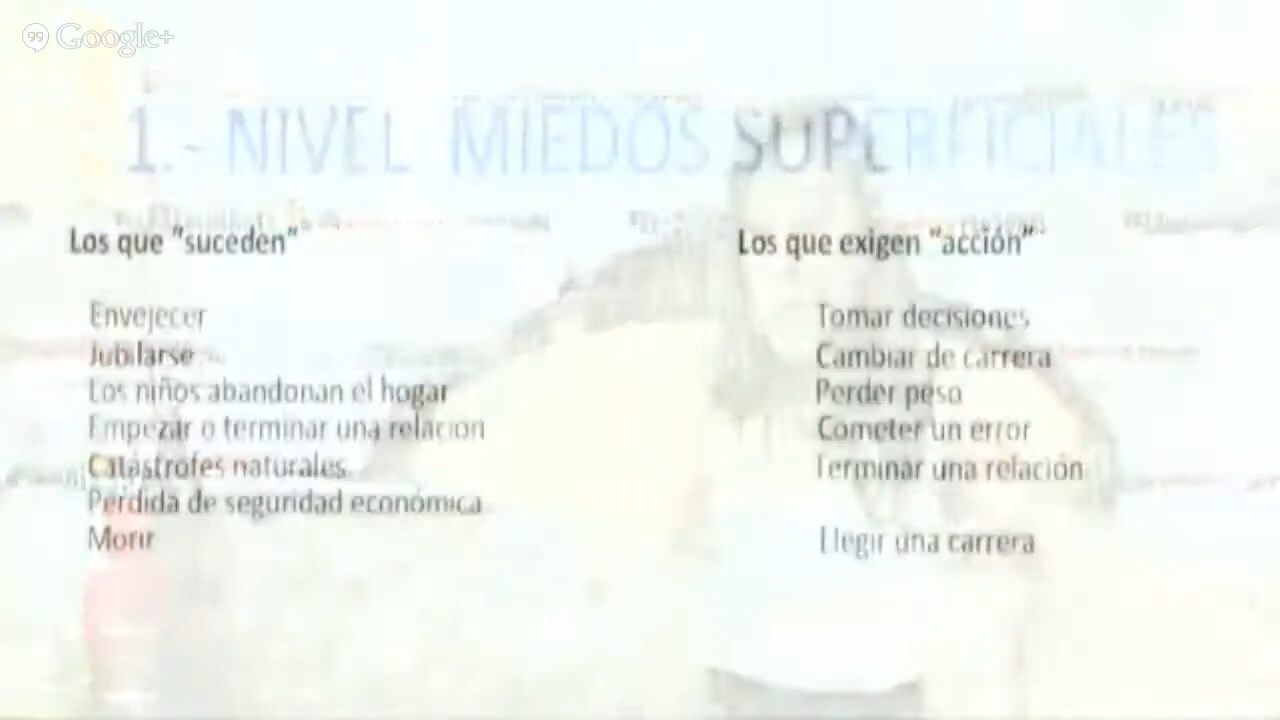 Google+
1.- NIVEL MIEDOS SUPERFICIALES
Los que "suceden"
Envejecer
Jubilarse
Los niños abandonan el hogar
Empezar o terminar una relacion
Catástrofes naturales
Perdida de seguridad económica
Morir
Los que exigen "acción"
Tomar decisiones
Cambiar de carrera
Perder peso
Cometer un error
Terminar una relación
Elegir una carrera